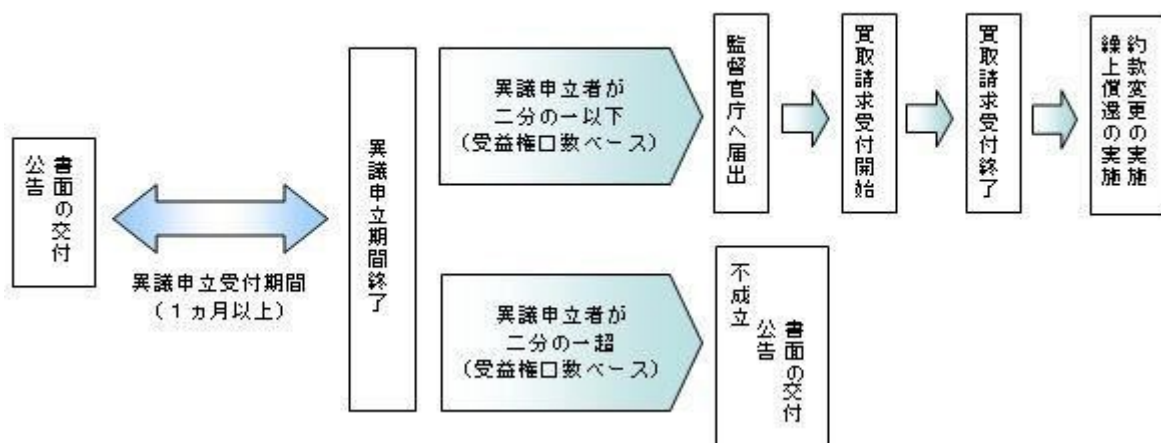 書面の交付
公告
異議申立受付期間
（１ヵ月以上）
異議申立期間終了
異議申立者が
二分の一以下
（受益権口数ベース）
監督官庁へ届出
買取請求受付開始
買取請求受付終了
約款変更の実施
繰上償還の実施
異議申立者が
二分の一超
（受益権口数ベース）
不成立
書面の交付
公告